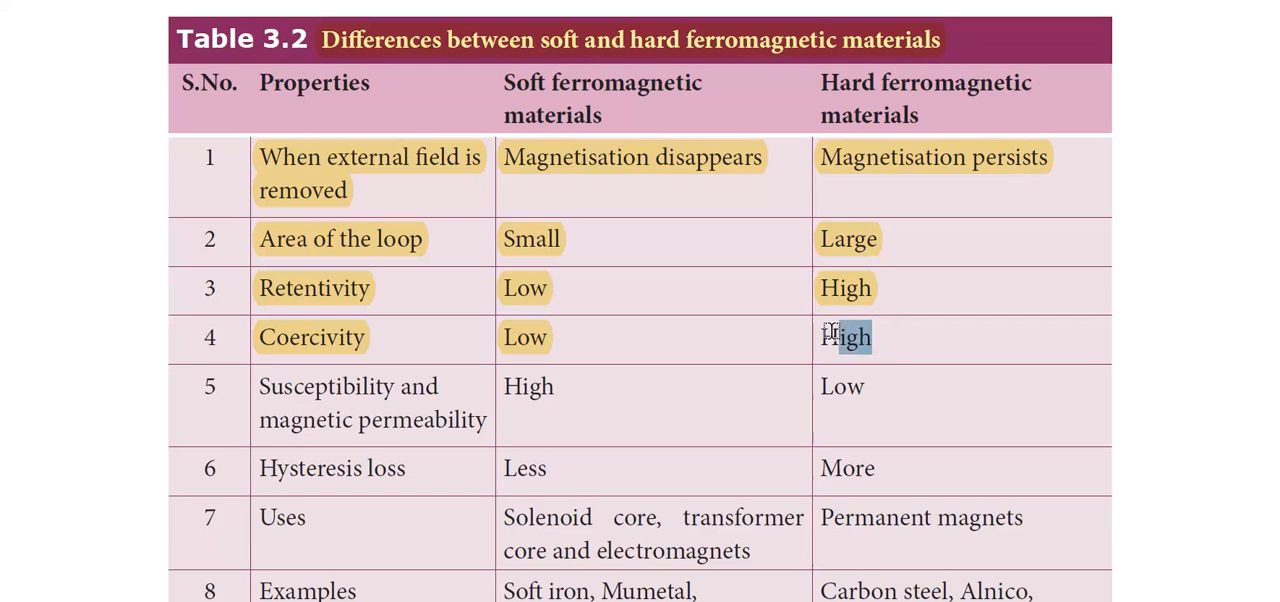 Table 3.2 Differences between soft and hard ferromagnetic materials
S.No. Properties Soft ferromagnetic materials Hard ferromagnetic materials
1 When external field is removed Magnetisation disappears Magnetisation persists
2 Area of the loop Small Large
3 Retentivity Low High
4 Coercivity Low High
5 Susceptibility and magnetic permeability High Low
6 Hysteresis loss Less More
7 Uses Solenoid core, transformer core and electromagnets Permanent magnets
8 Examples Soft iron, Mumetal, Carbon steel, Alnico,